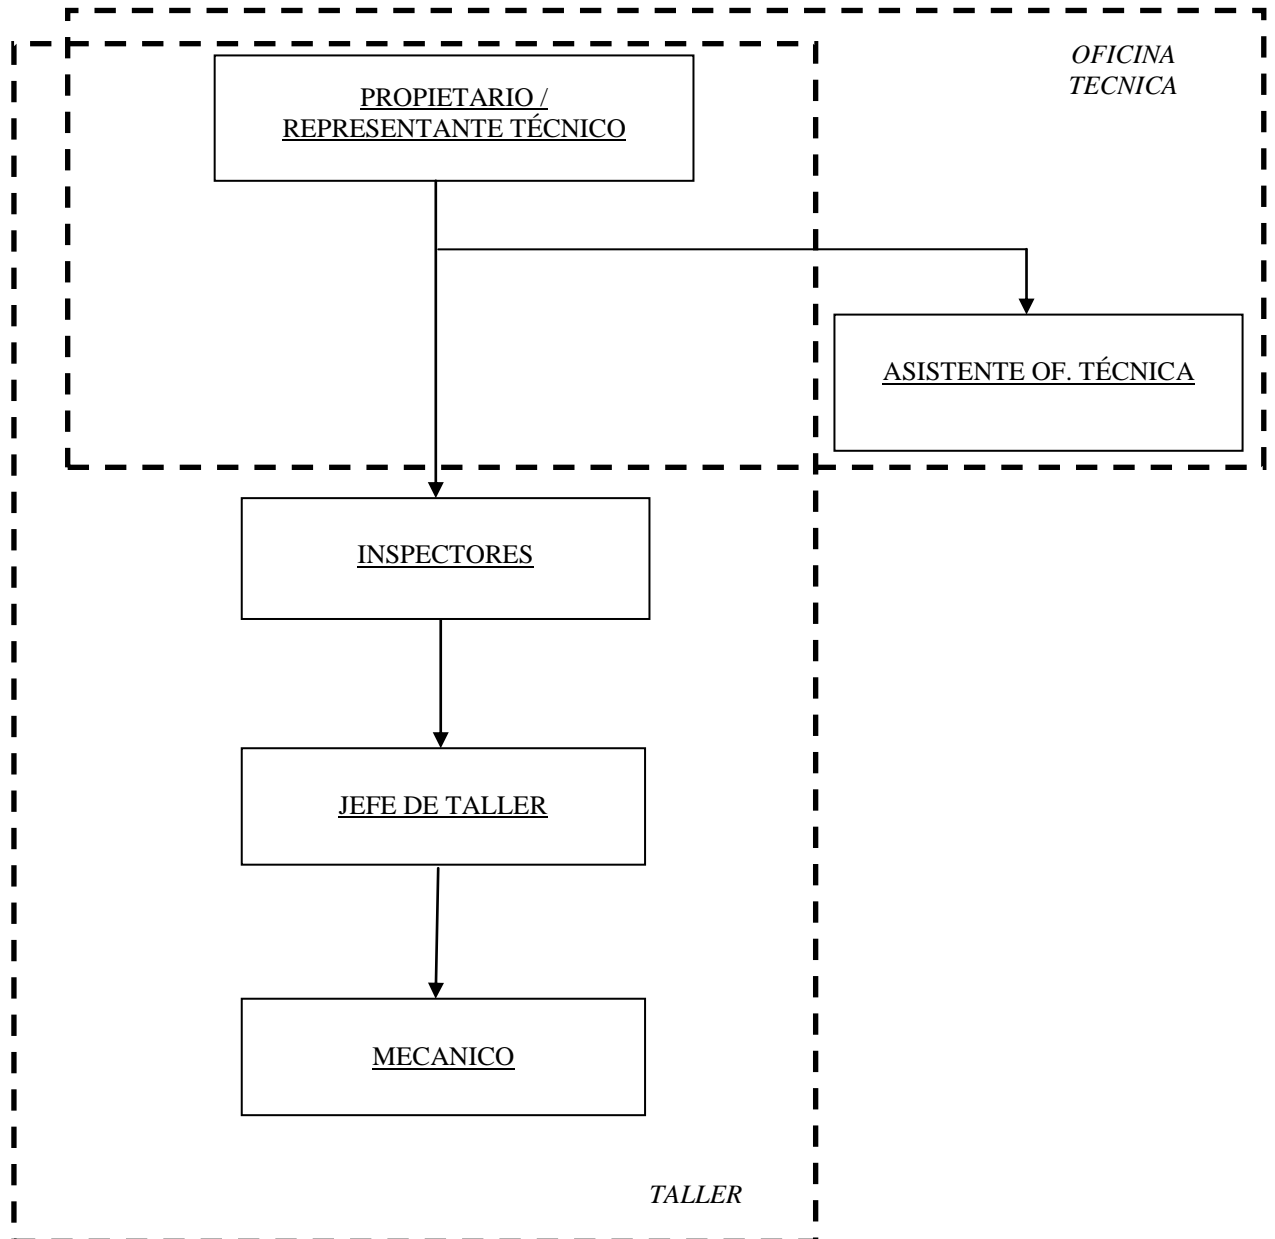 OFICINA
TECNICA
PROPIETARIO /
REPRESENTANTE TÉCNICO
ASISTENTE OF. TÉCNICA
INSPECTORES
JEFE DE TALLER
MECANICO
TALLER